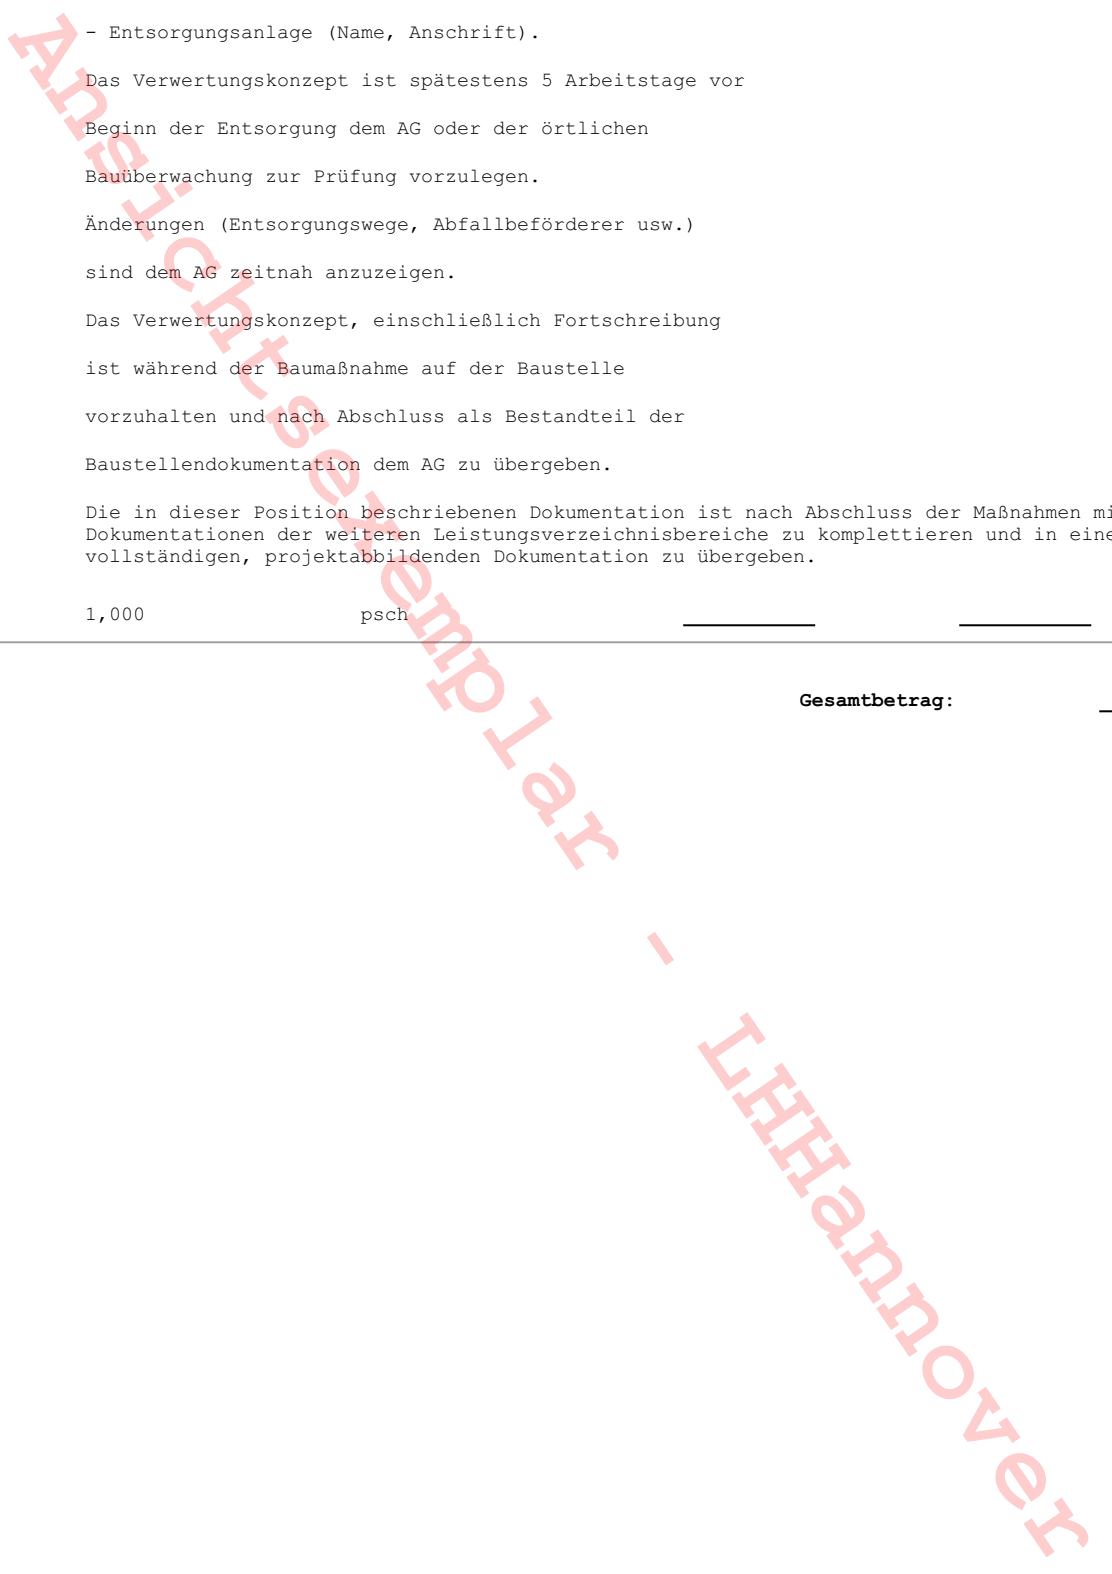 - Entsorgungsanlage (Name, Anschrift).
Das Verwertungskonzept ist spätestens 5 Arbeitstage vor
Beginn der Entsorgung dem AG oder der örtlichen
Bauüberwachung zur Prüfung vorzulegen.
Änderungen (Entsorgungswege, Abfallbeförderer usw.)
sind dem AG zeitnah anzuzeigen.
Das Verwertungskonzept, einschließlich Fortschreibung
ist während der Baumaßnahme auf der Baustelle
vorzuhalten und nach Abschluss als Bestandteil der
Baustellendokumentation dem AG zu übergeben.
Die in dieser Position beschriebenen Dokumentation ist nach Abschluss der Maßnahmen mi
Dokumentationen der weiteren Leistungsverzeichnisbereiche zu komplettieren und in eine
vollständigen, projektabbildenden Dokumentation zu übergeben.
1,000 psch
Gesamtbetrag:
Ansichtsexemplar - LHHannover